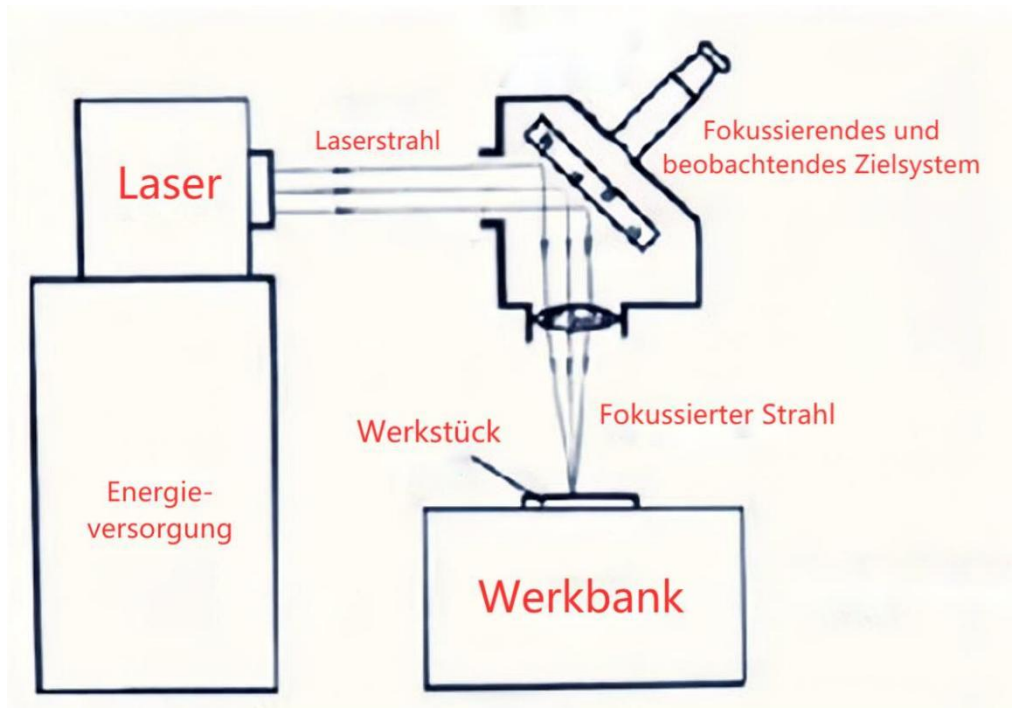 Laserstrahl
Laser
Fokussierendes und
beobachtendes Zielsystem
Fokussierter Strahl
Werkstück
Energie-
versorgung
Werkbank